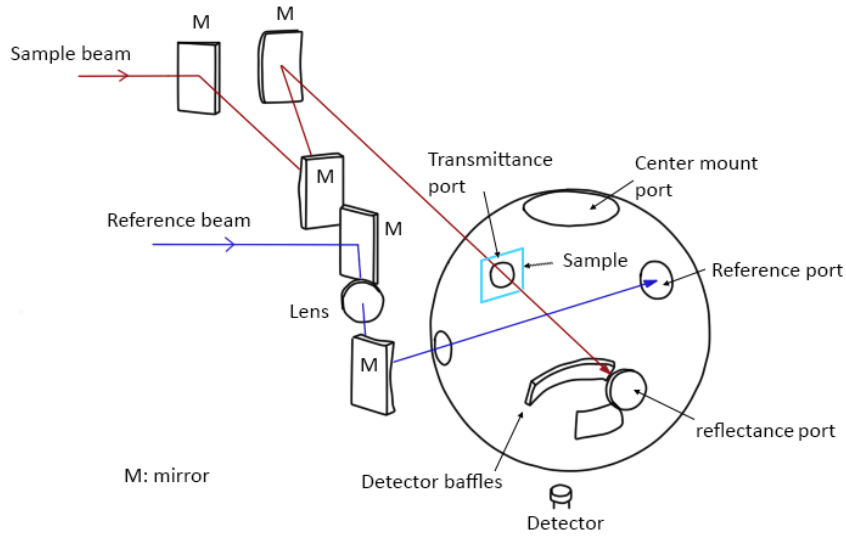 M
M
Sample beam
Transmittance
port
Center mount
port
M
Reference beam
M
Sample
Reference port
Lens
M
reflectance port
M: mirror
Detector baffles
Detector